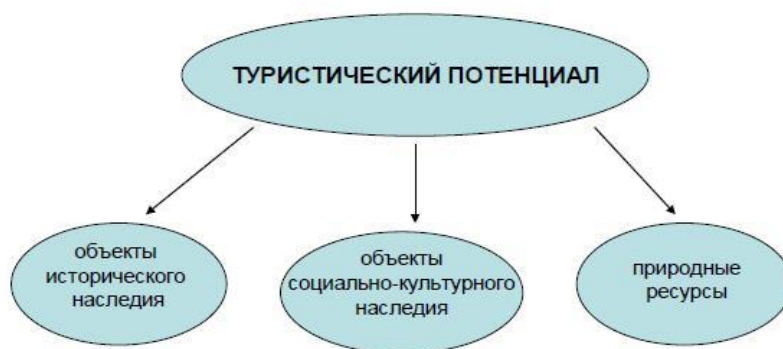 ТУРИСТИЧЕСКИЙ ПОТЕНЦИАЛ
объекты
исторического
наследия
объекты
социально-культурного
наследия
природные
ресурсы